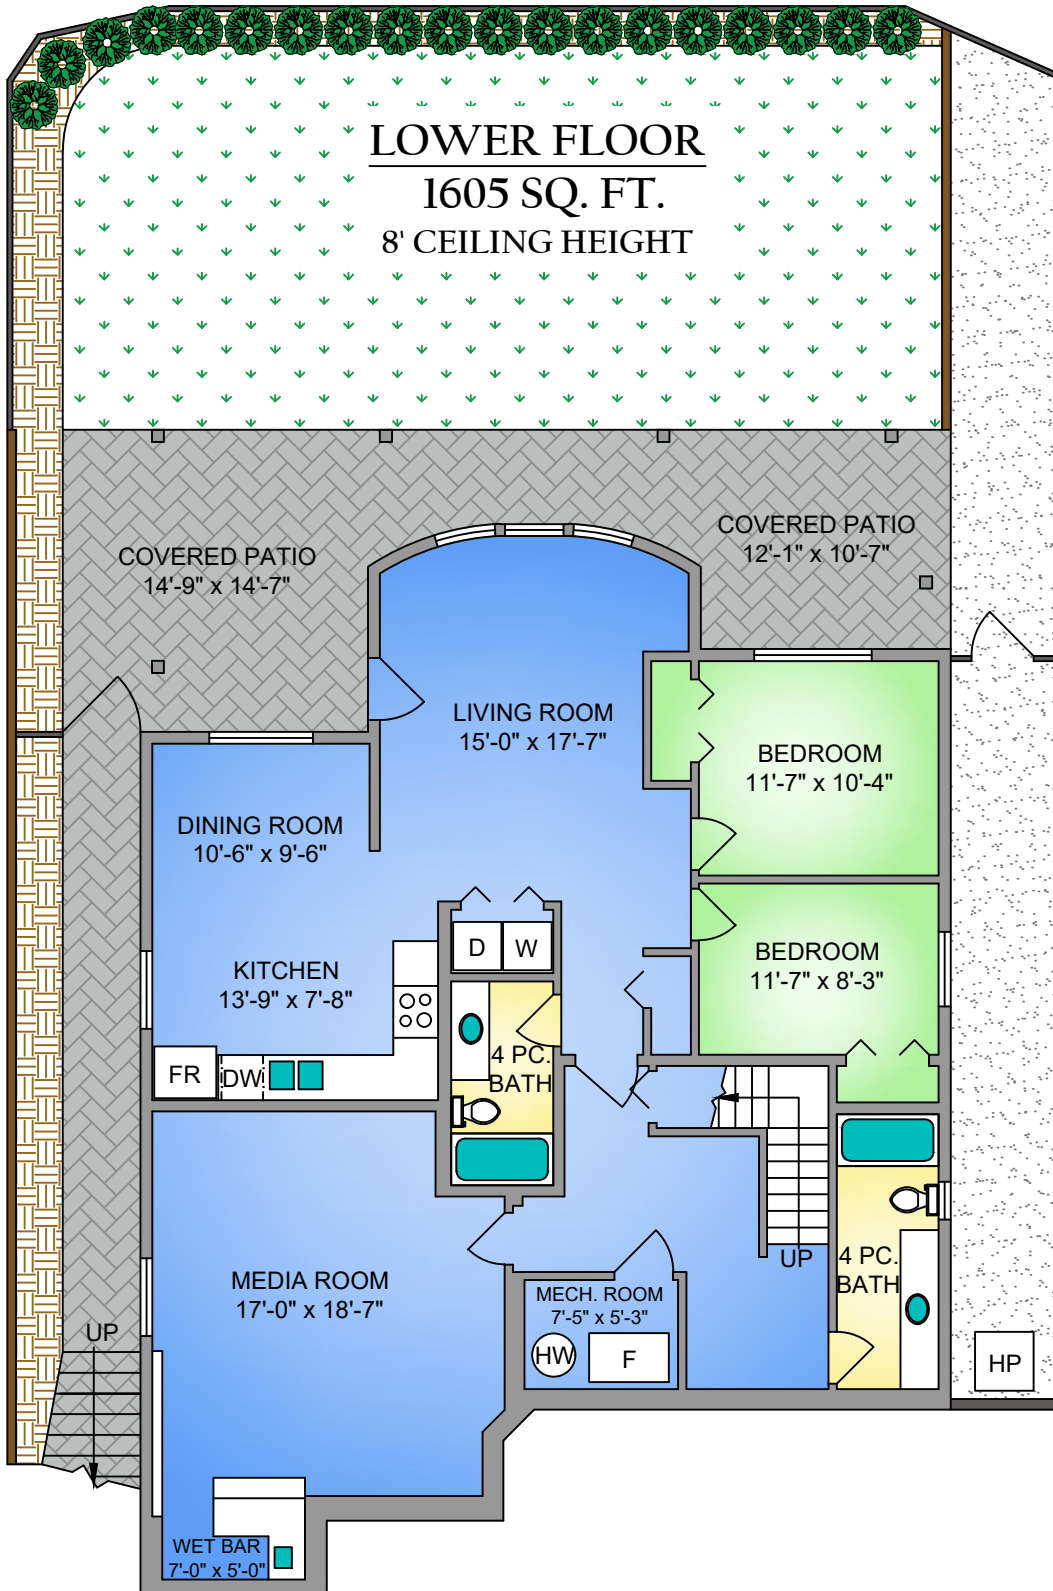 LOWER FLOOR
1605 SQ. FT.
8' CEILING HEIGHT
COVERED PATIO
12'-1" x 10'-7"
COVERED PATIO
14'-9" x 14'-7"
LIVING ROOM
15'-0" x 17'-7"
BEDROOM
11'-7" x 10'-4"
DINING ROOM
10'-6" x 9'-6"
D
W
BEDROOM
11'-7" x 8'-3"
KITCHEN
13'-9" x 7'-8"
FR
DW
4 PC.
BATH
UP
4 PC.
BATH
MEDIA ROOM
17'-0" x 18'-7"
MECH. ROOM
7'-5" x 5'-3"
HW
F
UP
HP
WET BAR
7'-0" x 5'-0"